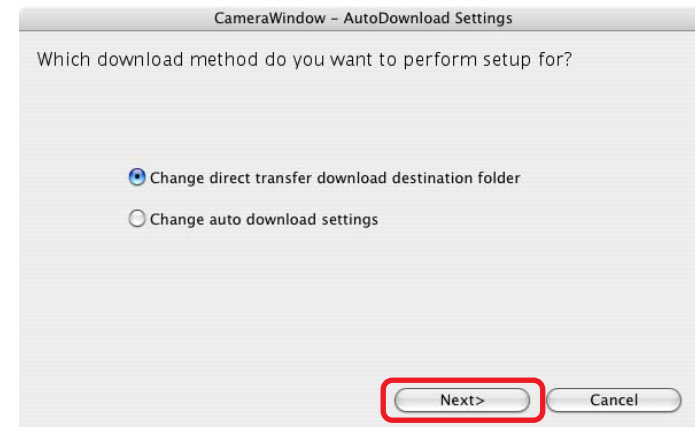 CameraWindow – AutoDownload Settings
Which download method do you want to perform setup for?
Change direct transfer download destination folder
Change auto download settings
Next> Cancel